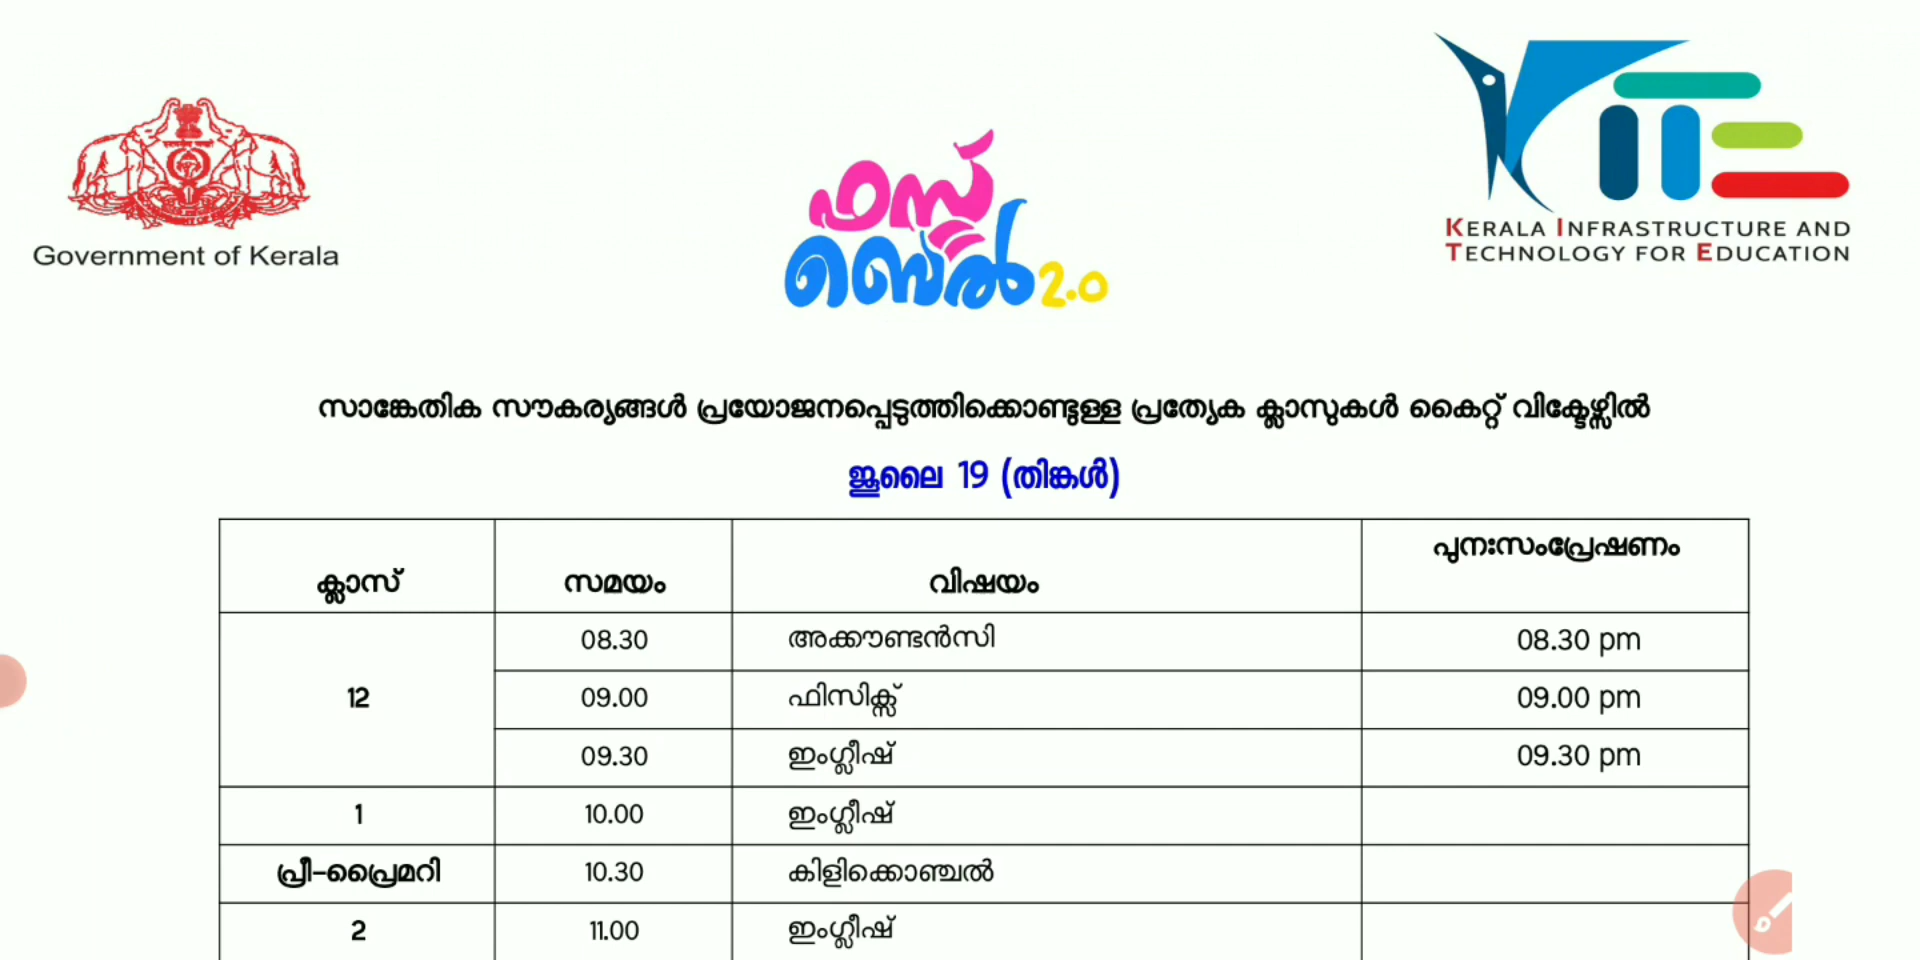 Government of Kerala
ഫസ്റ്റ്
ബെൽ 2.0
KERALA INFRASTRUCTURE AND
TECHNOLOGY FOR EDUCATION
സാങ്കേതിക സൗകര്യങ്ങൾ പ്രയോജനപ്പെടുത്തിക്കൊണ്ടുള്ള പ്രത്യേക ക്ലാസുകൾ കൈറ്റ് വിക്ടേഴ്സിൽ
ജൂലൈ 19 (തിങ്കൾ)
ക്ലാസ് സമയം വിഷയം പുനഃസംപ്രേഷണം
12 08.30 അക്കൗണ്ടൻസി 08.30 pm
09.00 ഫിസിക്സ് 09.00 pm
09.30 ഇംഗ്ലീഷ് 09.30 pm
1 10.00 ഇംഗ്ലീഷ്
പ്രീ-പ്രൈമറി 10.30 കിളിക്കൊഞ്ചൽ
2 11.00 ഇംഗ്ലീഷ്